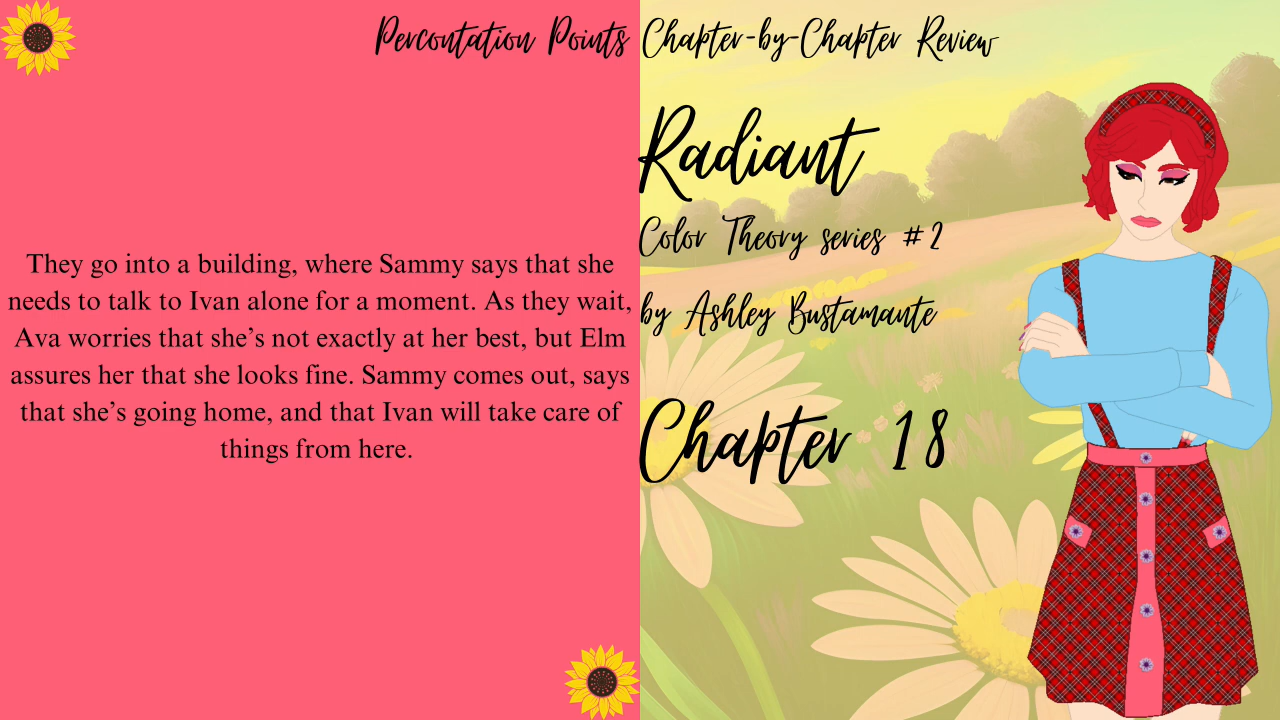 Percontation Points Chapter-by-Chapter Review
They go into a building, where Sammy says that she
needs to talk to Ivan alone for a moment. As they wait,
Ava worries that she’s not exactly at her best, but Elm
assures her that she looks fine. Sammy comes out, says
that she’s going home, and that Ivan will take care of
things from here.
Radiant
Color Theory series #2
by Ashley Bustamante
Chapter 18